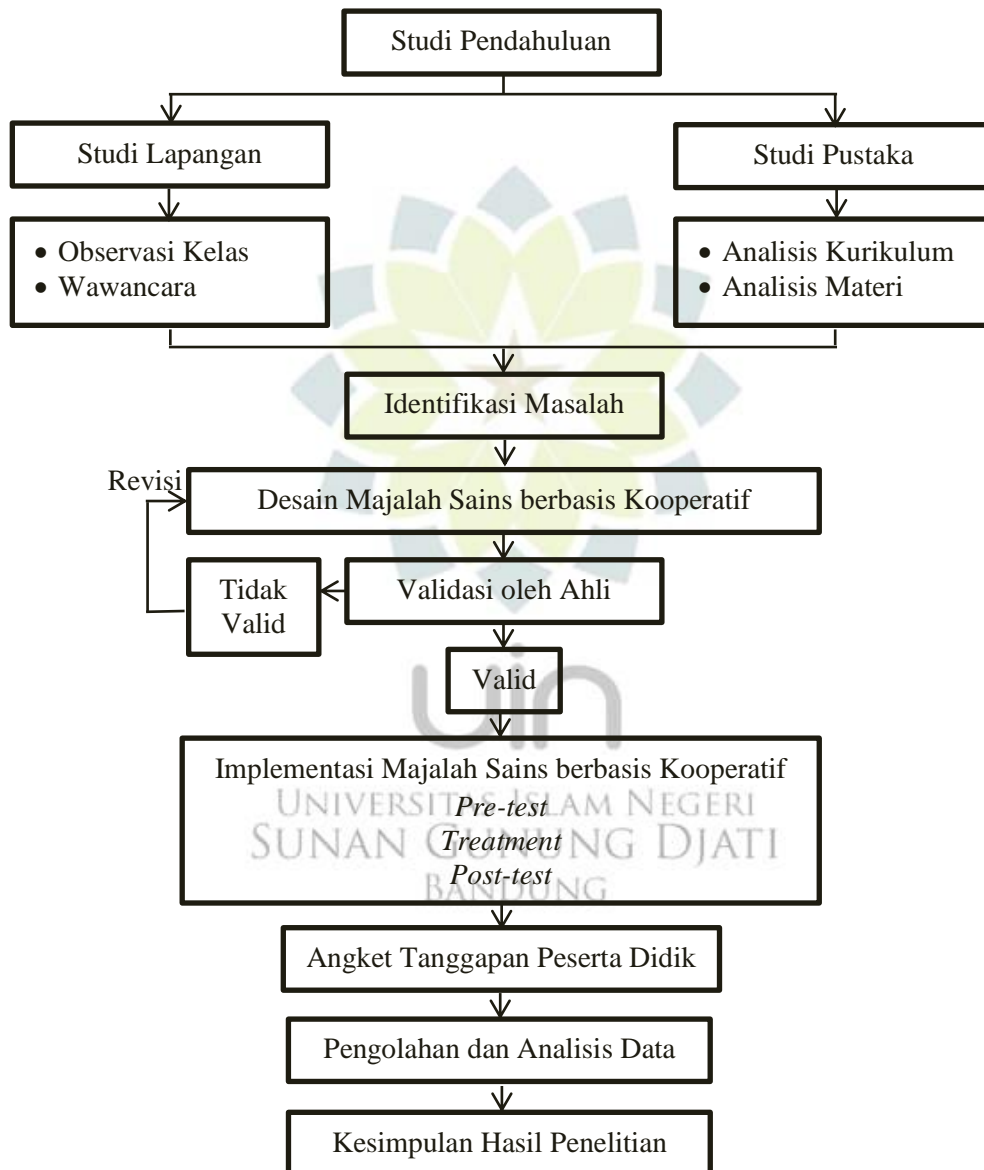 Studi Pendahuluan
Studi Lapangan
Studi Pustaka
• Observasi Kelas
• Wawancara
• Analisis Kurikulum
• Analisis Materi
Identifikasi Masalah
Revisi
Desain Majalah Sains berbasis Kooperatif
Tidak
Valid
Validasi oleh Ahli
Valid
uin
Implementasi Majalah Sains berbasis Kooperatif
UNIVERSITAS ISLAM NEGERI
Pre-test
SUNAN GUNUNG DJATI
Treatment
Post-test
BANDUNG
Angket Tanggapan Peserta Didik
Pengolahan dan Analisis Data
Kesimpulan Hasil Penelitian